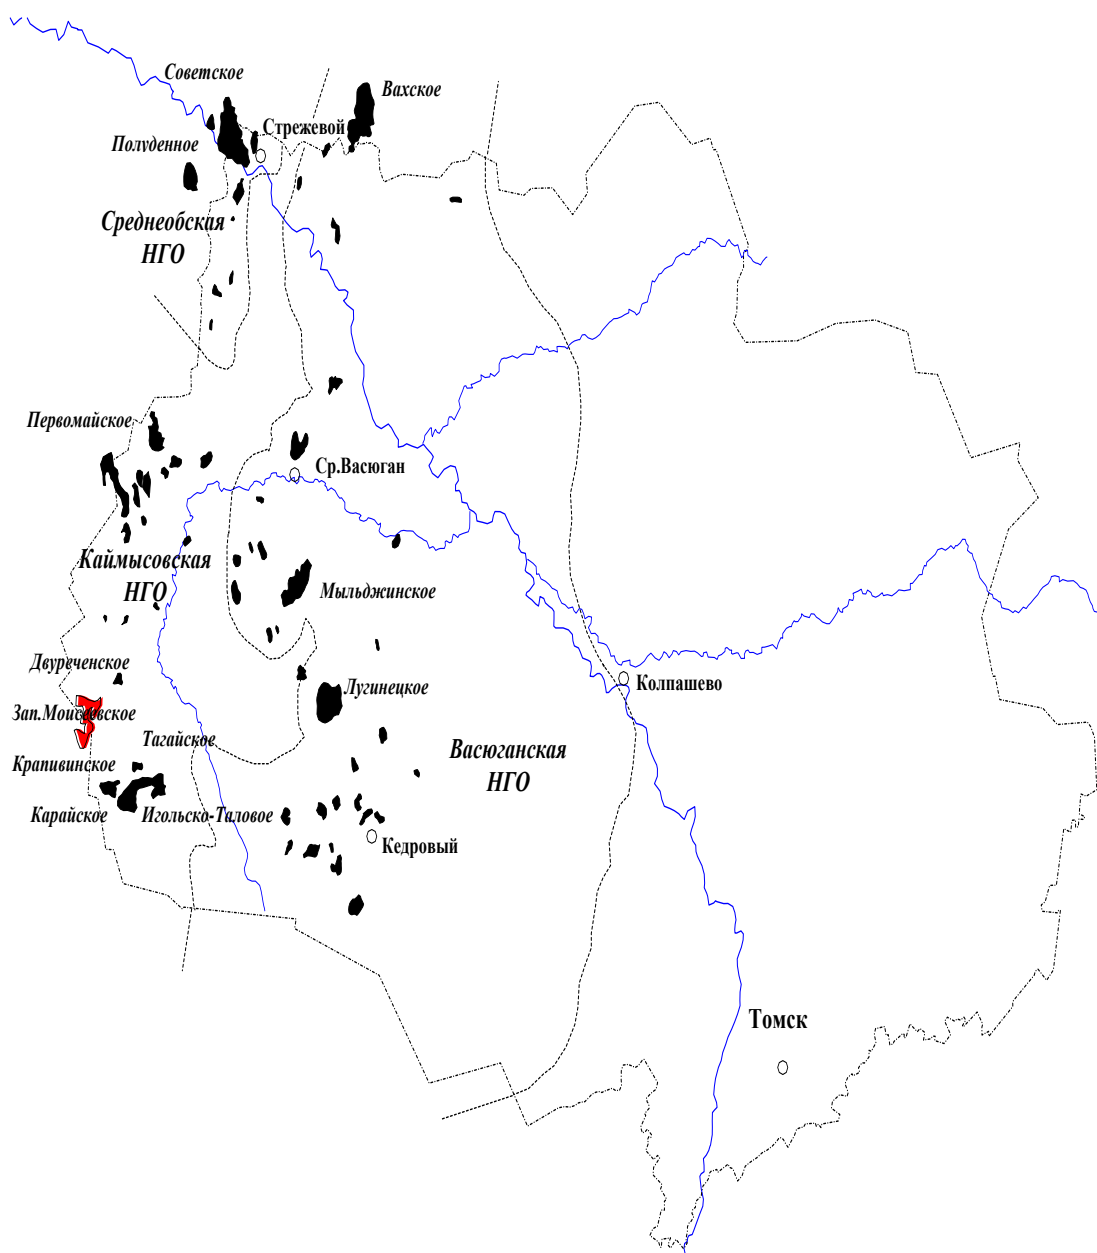 Советское
Вахское
Стрежевой
Полуденное
Среднеобская
НГО
Первомайское
Ср.Васюган
Каймысовская
НГО
Мыльджинское
Двуреченское
Лугинецкое
Колпашево
Зап.Моисеевское
Тагайское
Васюганская
НГО
Крапивинское
Карайское
Игольско-Таловое
Кедровый
Томск